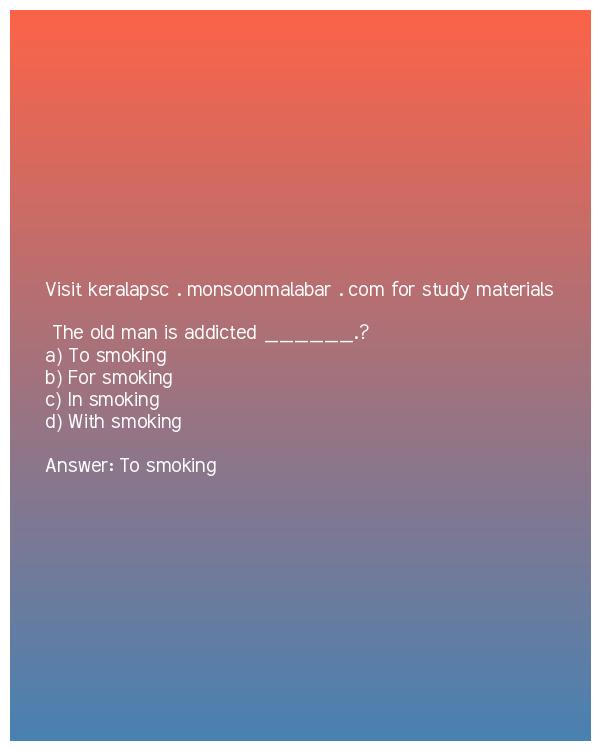 Visit keralapsc . monsoonmalabar . com for study materials
The old man is addicted ______.?
a) To smoking
b) For smoking
c) In smoking
d) With smoking
Answer: To smoking